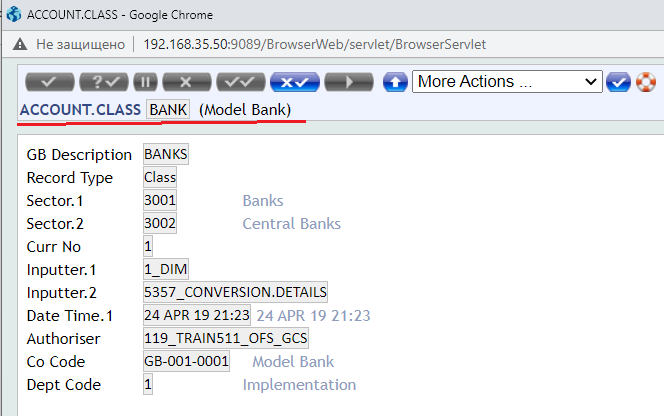 ACCOUNT.CLASS - Google Chrome
Не защищено 192.168.35.50:9089/BrowserWeb/servlet/BrowserServlet
More Actions ...
ACCOUNT.CLASS BANK (Model Bank)
GB Description BANKS
Record Type Class
Sector.1 3001 Banks
Sector.2 3002 Central Banks
Curr No 1
Inputter.1 1_DIM
Inputter.2 5357_CONVERSION.DETAILS
Date Time.1 24 APR 19 21:23 24 APR 19 21:23
Authoriser 119_TRAIN511_OFS_GCS
Co Code GB-001-0001 Model Bank
Dept Code 1 Implementation